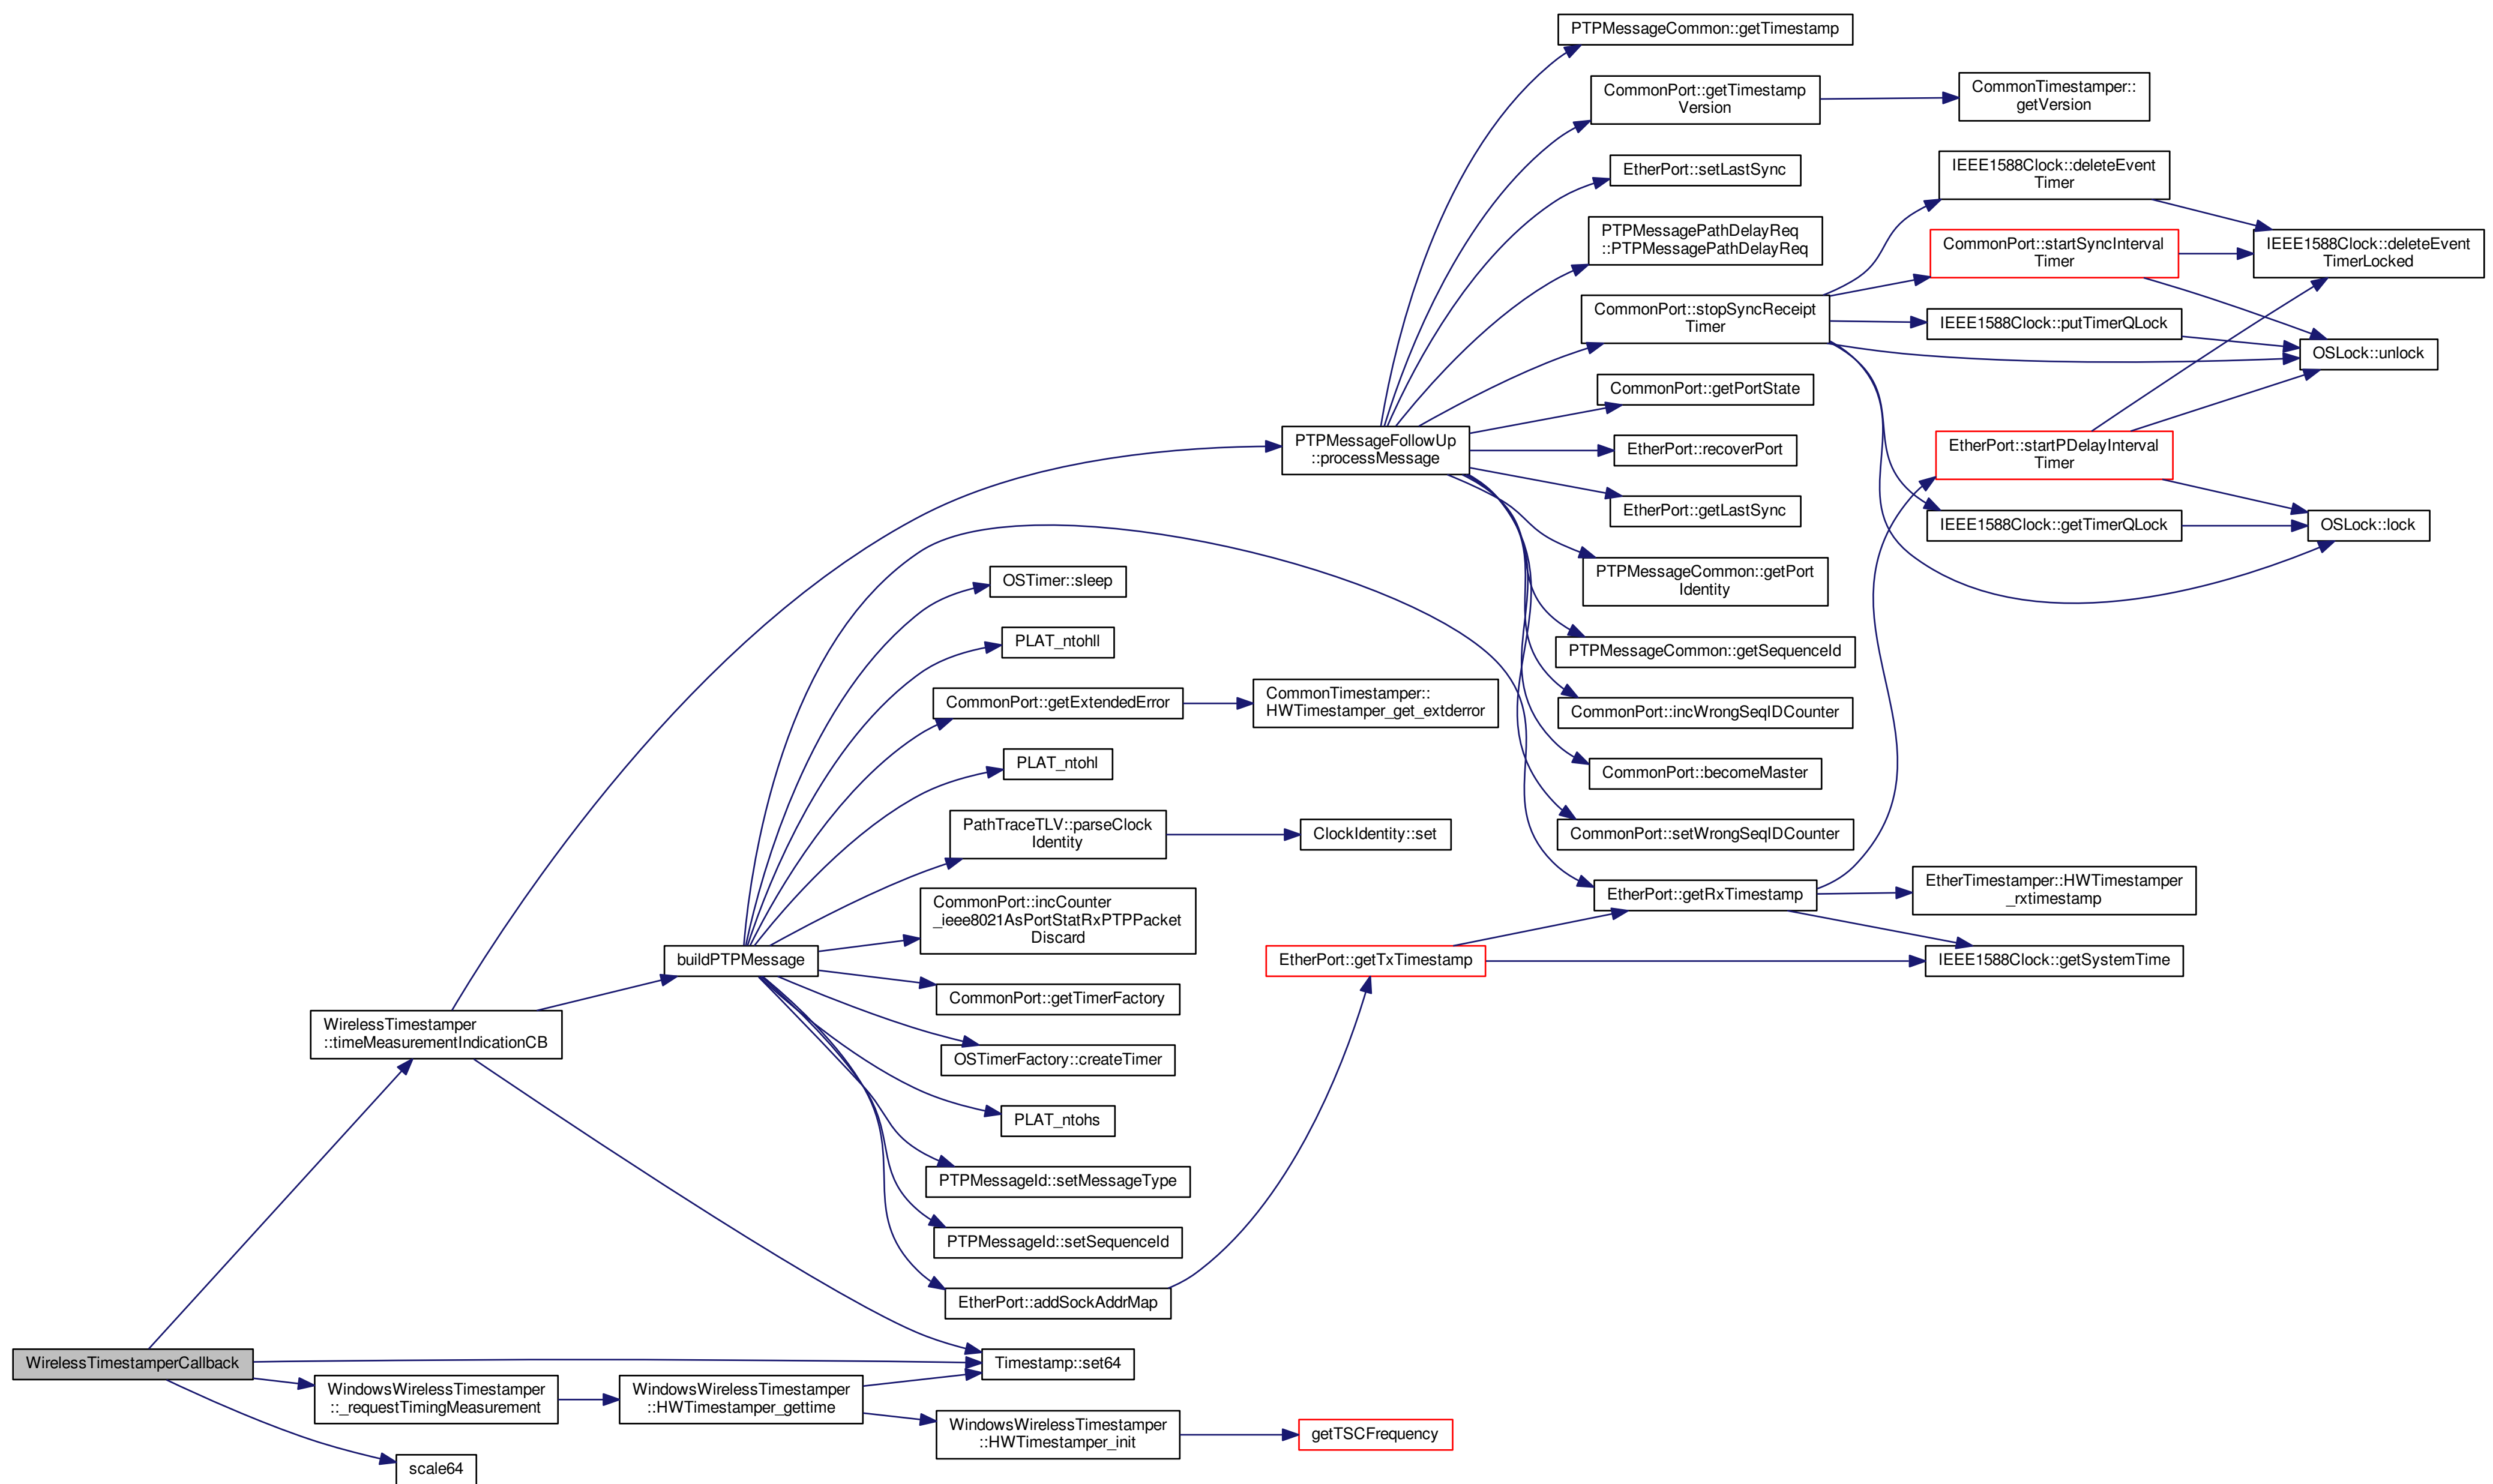 PTPMessageCommon::getTimestamp
CommonPort::getTimestamp
Version
CommonTimestamper::
getVersion
EtherPort::setLastSync
IEEE1588Clock::deleteEvent
Timer
PTPMessagePathDelayReq
::PTPMessagePathDelayReq
CommonPort::startSyncInterval
Timer
IEEE1588Clock::deleteEvent
TimerLocked
CommonPort::stopSyncReceipt
Timer
IEEE1588Clock::putTimerQLock
OSLock::unlock
CommonPort::getPortState
PTPMessageFollowUp
::processMessage
EtherPort::recoverPort
EtherPort::startPDelayInterval
Timer
EtherPort::getLastSync
IEEE1588Clock::getTimerQLock
OSLock::lock
OSTimer::sleep
PTPMessageCommon::getPort
Identity
PLAT_ntohll
PTPMessageCommon::getSequenceId
CommonPort::getExtendedError
CommonTimestamper::
HWTimestamper_get_extderror
CommonPort::incWrongSeqIDCounter
PLAT_ntohl
CommonPort::becomeMaster
PathTraceTLV::parseClock
Identity
ClockIdentity::set
CommonPort::setWrongSeqIDCounter
CommonPort::incCounter
_ieee8021AsPortStatRxPTPPacket
Discard
EtherPort::getRxTimestamp
EtherTimestamper::HWTimestamper
_rxtimestamp
buildPTPMessage
EtherPort::getTxTimestamp
IEEE1588Clock::getSystemTime
CommonPort::getTimerFactory
WirelessTimestamper
::timeMeasurementIndicationCB
OSTimerFactory::createTimer
PLAT_ntohs
PTPMessageId::setMessageType
PTPMessageId::setSequenceId
EtherPort::addSockAddrMap
WirelessTimestamperCallback
Timestamp::set64
WindowsWirelessTimestamper
::_requestTimingMeasurement
WindowsWirelessTimestamper
::HWTimestamper_gettime
WindowsWirelessTimestamper
::HWTimestamper_init
getTSCFrequency
scale64